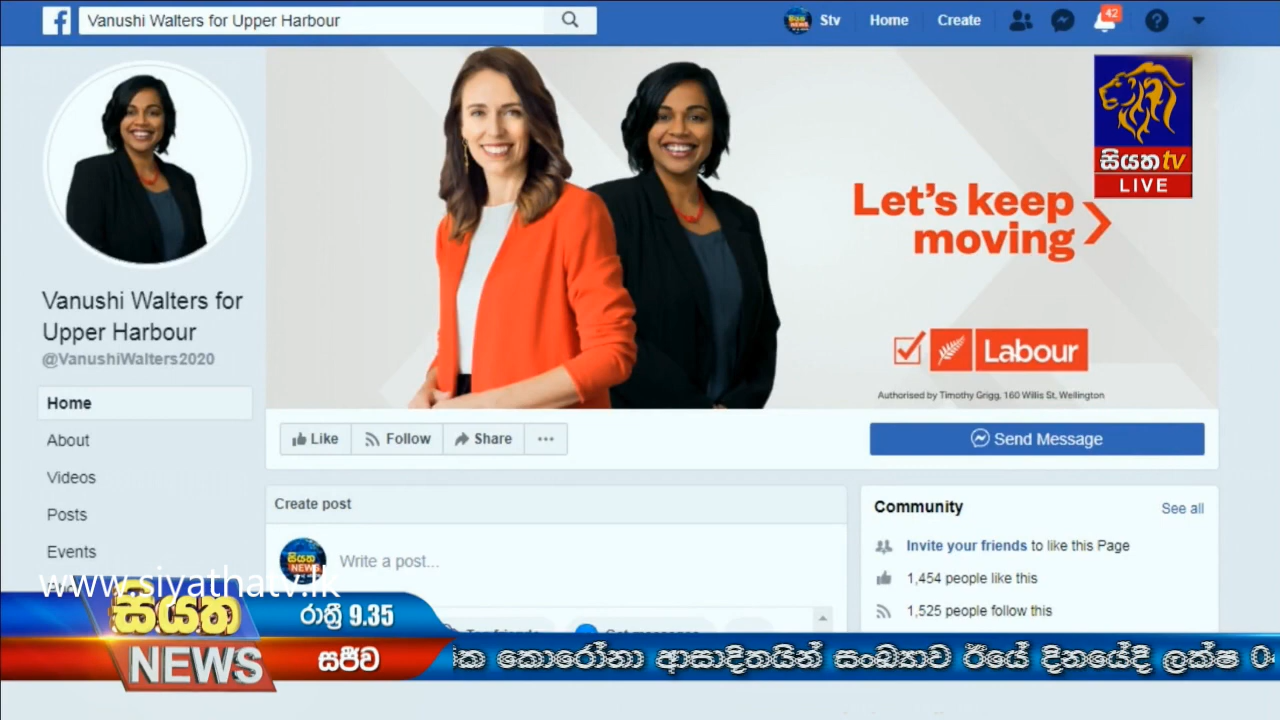 Vanushi Walters for Upper Harbour
Stv
Home
Create
42
සියත tv
LIVE
Let's keep
moving
Labour
Authorised by Timothy Grigg, 160 Willis St, Wellington
Vanushi Walters for
Upper Harbour
@VanushiWalters2020
Home
About
Videos
Posts
Events
Like
Follow
Share
Send Message
Create post
සියත
NEWS
Write a post...
Community
See all
Invite your friends to like this Page
1,454 people like this
1,525 people follow this
www.siyathatv.lk
සියත
NEWS
රාත්‍රී 9.35
සජීව
කොරෝනා ආසාදිතයින් සංඛ්‍යාව ඊයේ දිනයේදී ලක්ෂ